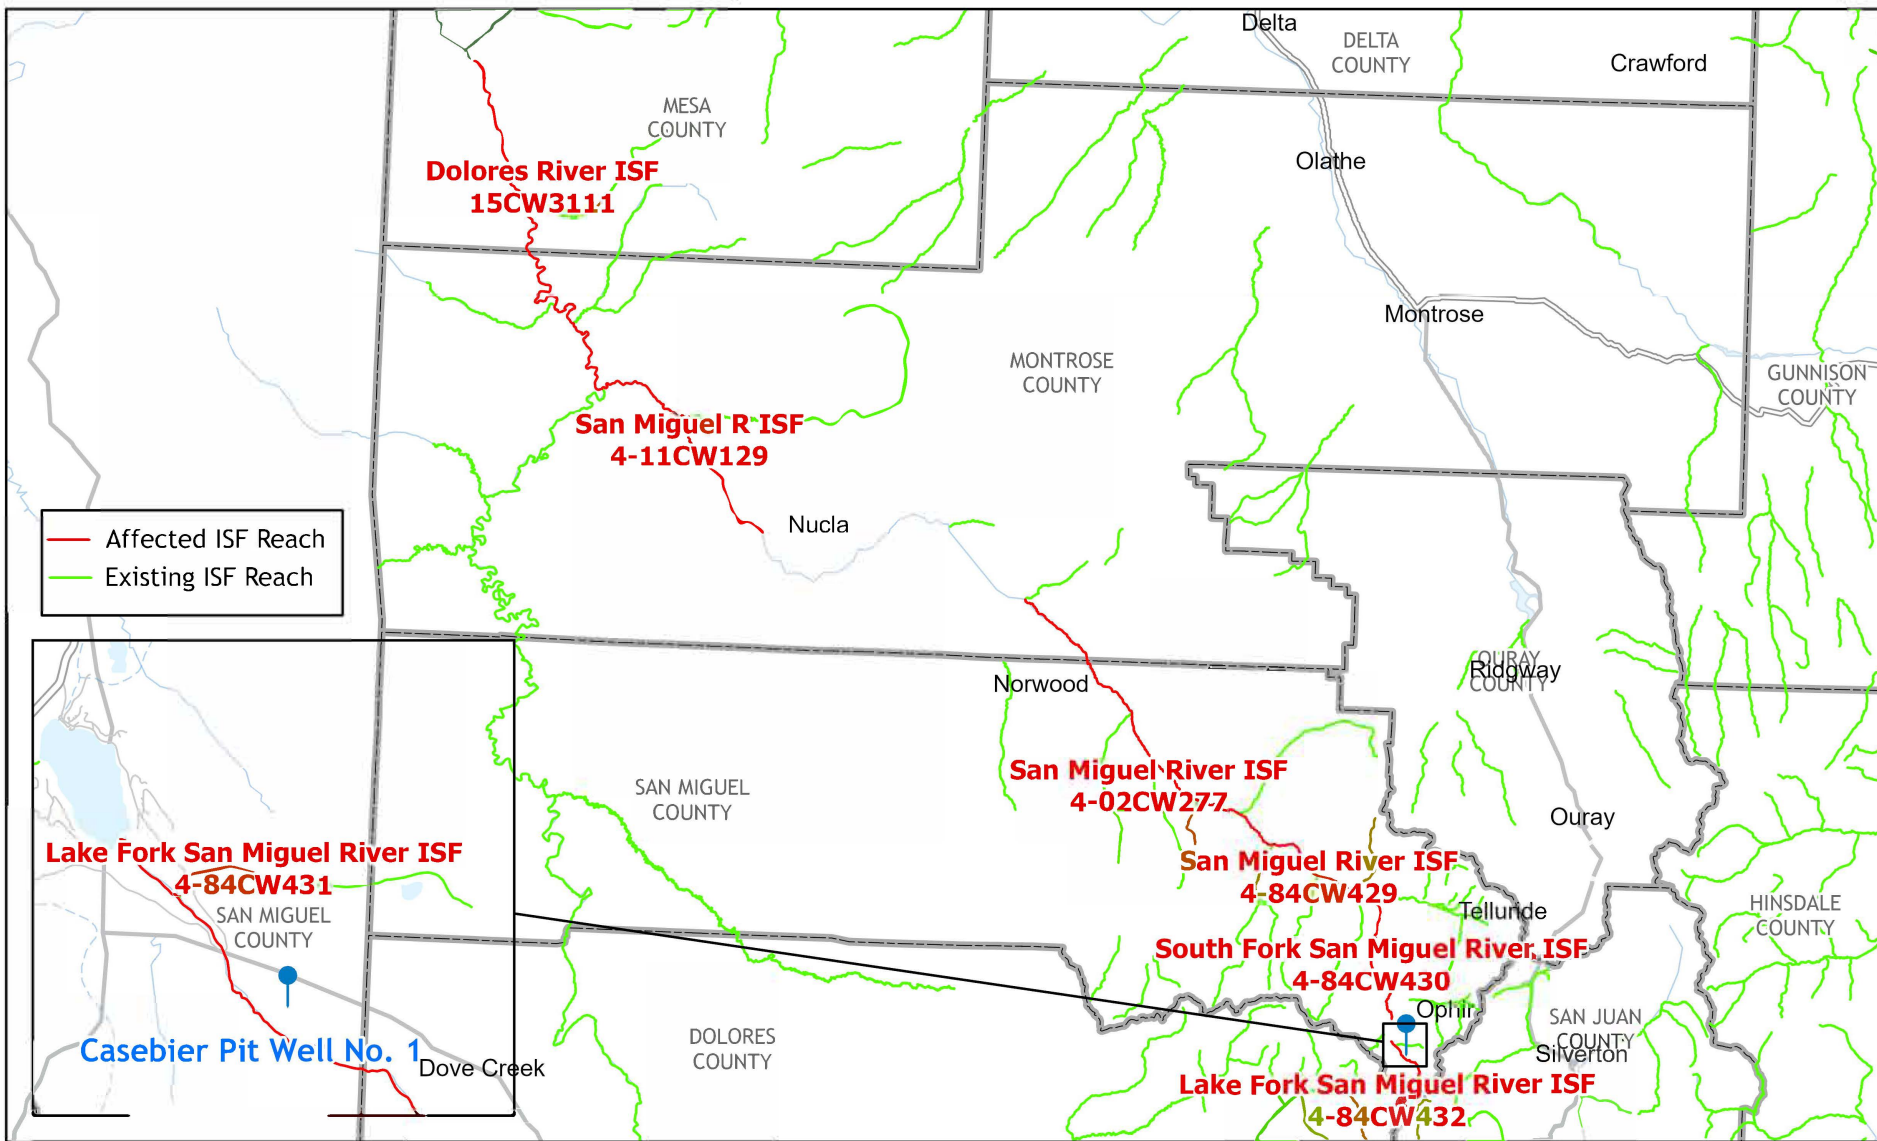 Delta
DELTA
COUNTY
Crawford
MESA
COUNTY
Olathe
Dolores River ISF
15CW3111
Montrose
MONTROSE
COUNTY
GUNNISON
COUNTY
San Miguel R ISF
4-11CW129
Nucla
Affected ISF Reach
Existing ISF Reach
OURAY
COUNTY
Ridgway
Norwood
San Miguel River ISF
4-02CW277
SAN MIGUEL
COUNTY
Ouray
Lake Fork San Miguel River ISF
4-84CW431
San Miguel River ISF
4-84CW429
SAN MIGUEL
COUNTY
Telluride
HINSDALE
COUNTY
South Fork San Miguel River ISF
4-84CW430
Ophir
SAN JUAN
COUNTY
Silverton
DOLORES
COUNTY
Casebier Pit Well No. 1
Dove Creek
Lake Fork San Miguel River ISF
4-84CW432